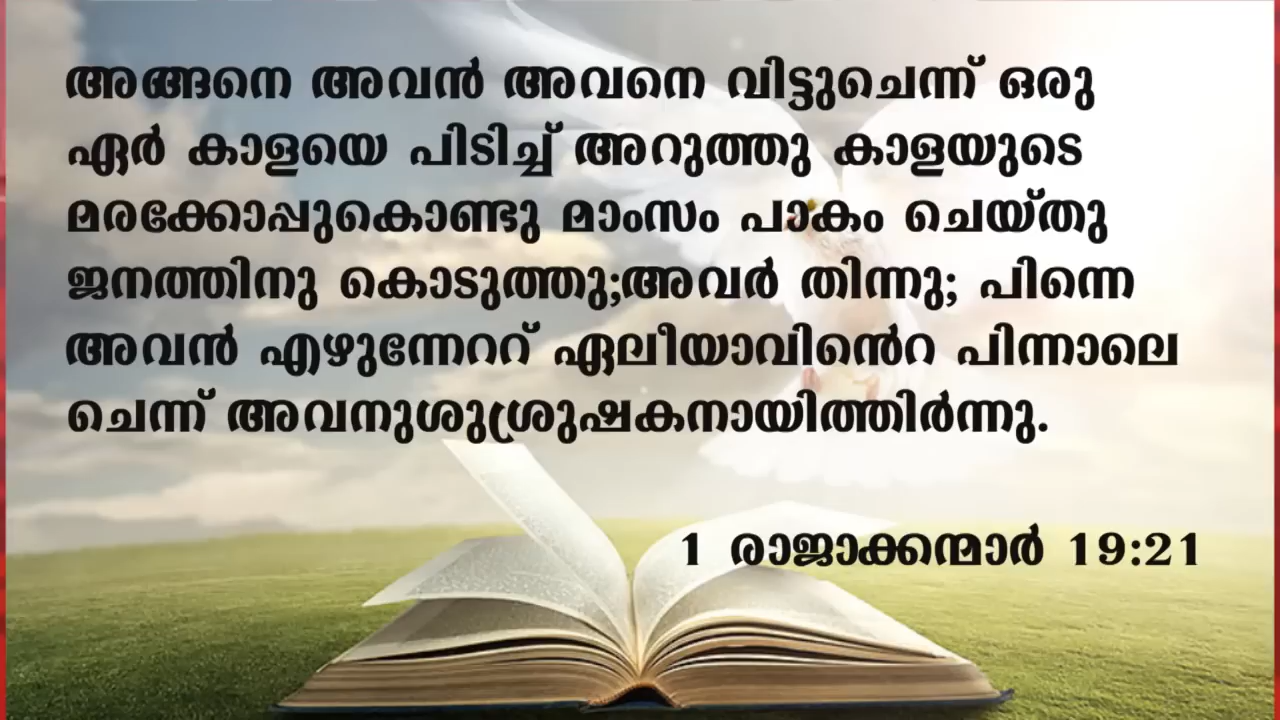 അങ്ങനെ അവൻ അവനെ വിട്ടുചെന്ന് ഒരു
ഏർ കാളയെ പിടിച്ച് അറുത്തു കാളയുടെ
മരക്കോപ്പുകൊണ്ടു മാംസം പാകം ചെയ്തു
ജനത്തിനു കൊടുത്തു;അവർ തിന്നു; പിന്നെ
അവൻ എഴുന്നേററ് ഏലീയാവിൻെറ പിന്നാലെ
ചെന്ന് അവനുശുശ്രുഷകനായിത്തിർന്നു.
1 രാജാക്കന്മാർ 19:21